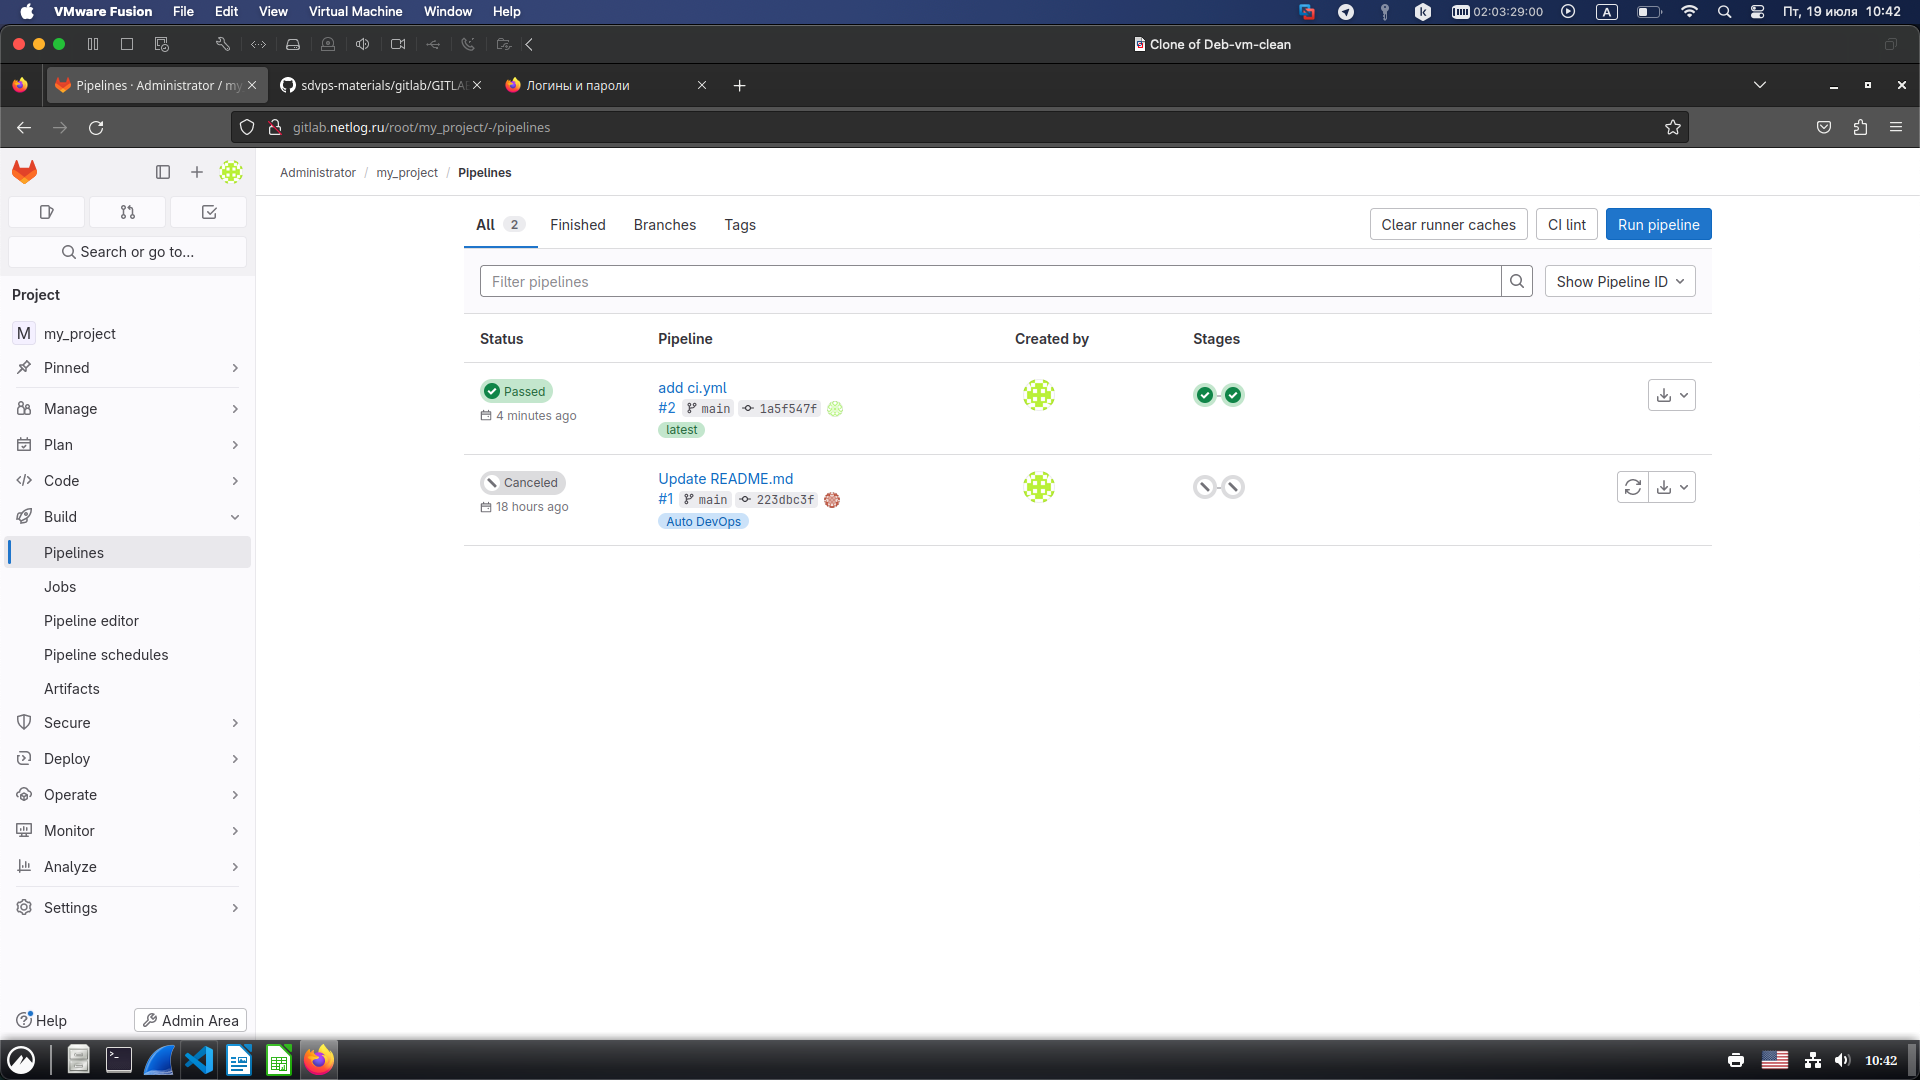 VMware Fusion File Edit View Virtual Machine Window Help 02:03:29:00 A Пт, 19 июля 10:42
Clone of Deb-vm-clean
Pipelines · Administrator / my sdvps-materials/gitlab/GITLA Логины и пароли
gitlab.netlog.ru/root/my_project/-/pipelines
Administrator / my_project / Pipelines
All 2 Finished Branches Tags Clear runner caches CI lint Run pipeline
Search or go to...
Filter pipelines Show Pipeline ID
Project
M my_project
Pinned
Manage
Plan
Code
Build
Pipelines
Jobs
Pipeline editor
Pipeline schedules
Artifacts
Secure
Deploy
Operate
Monitor
Analyze
Settings
Help Admin Area
Status Pipeline Created by Stages
Passed add ci.yml
4 minutes ago #2 main 1a5f547f
latest
Canceled Update README.md
18 hours ago #1 main 223dbc3f
Auto DevOps
10:42